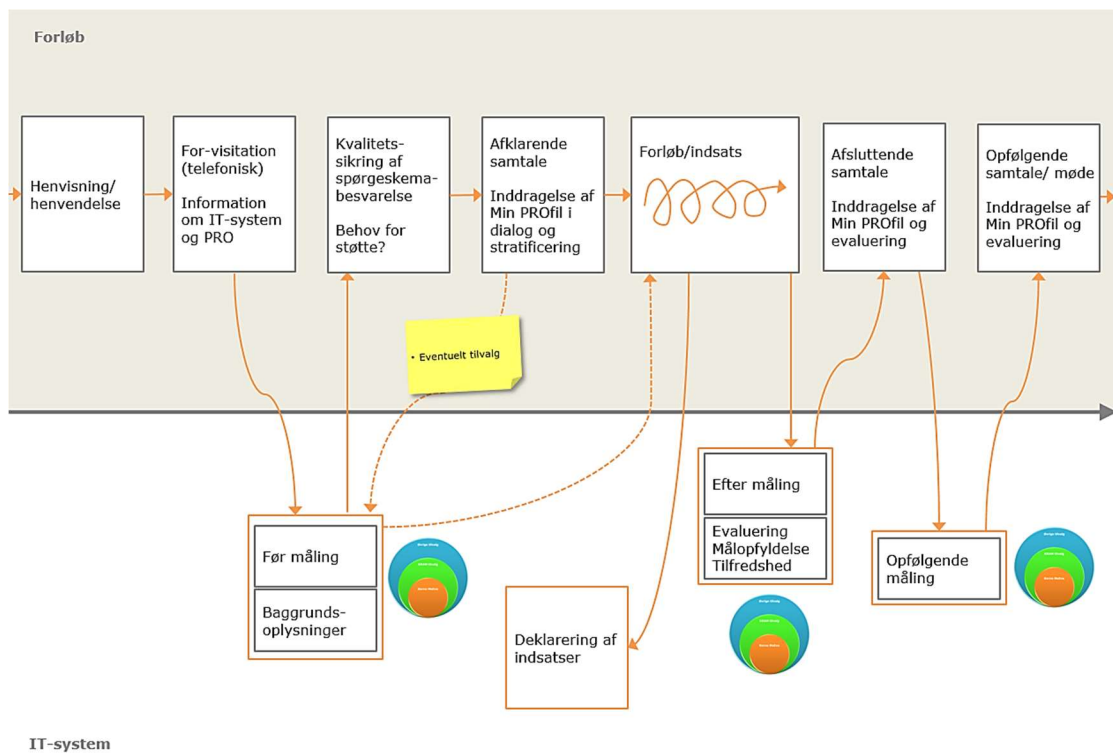 Forløb
Henvisning/
henvendelse
For-visitation
(telefonisk)
Information
om IT-system
og PRO
Kvalitets-
sikring af
spørgeskema-
besvarelse
Behov for
støtte?
Afklarende
samtale
Inddragelse af
Min PROfil i
dialog og
stratificering
Forløb/indsats
Afsluttende
samtale
Inddragelse af
Min PROfil og
evaluering
Opfølgende
samtale/ møde
Inddragelse af
Min PROfil og
evaluering
• Eventuelt tilvalg
Før måling
Baggrunds-
oplysninger
Deklarering af
indsatser
Efter måling
Evaluering
Målopfyldelse
Tilfredshed
Opfølgende
måling
IT-system